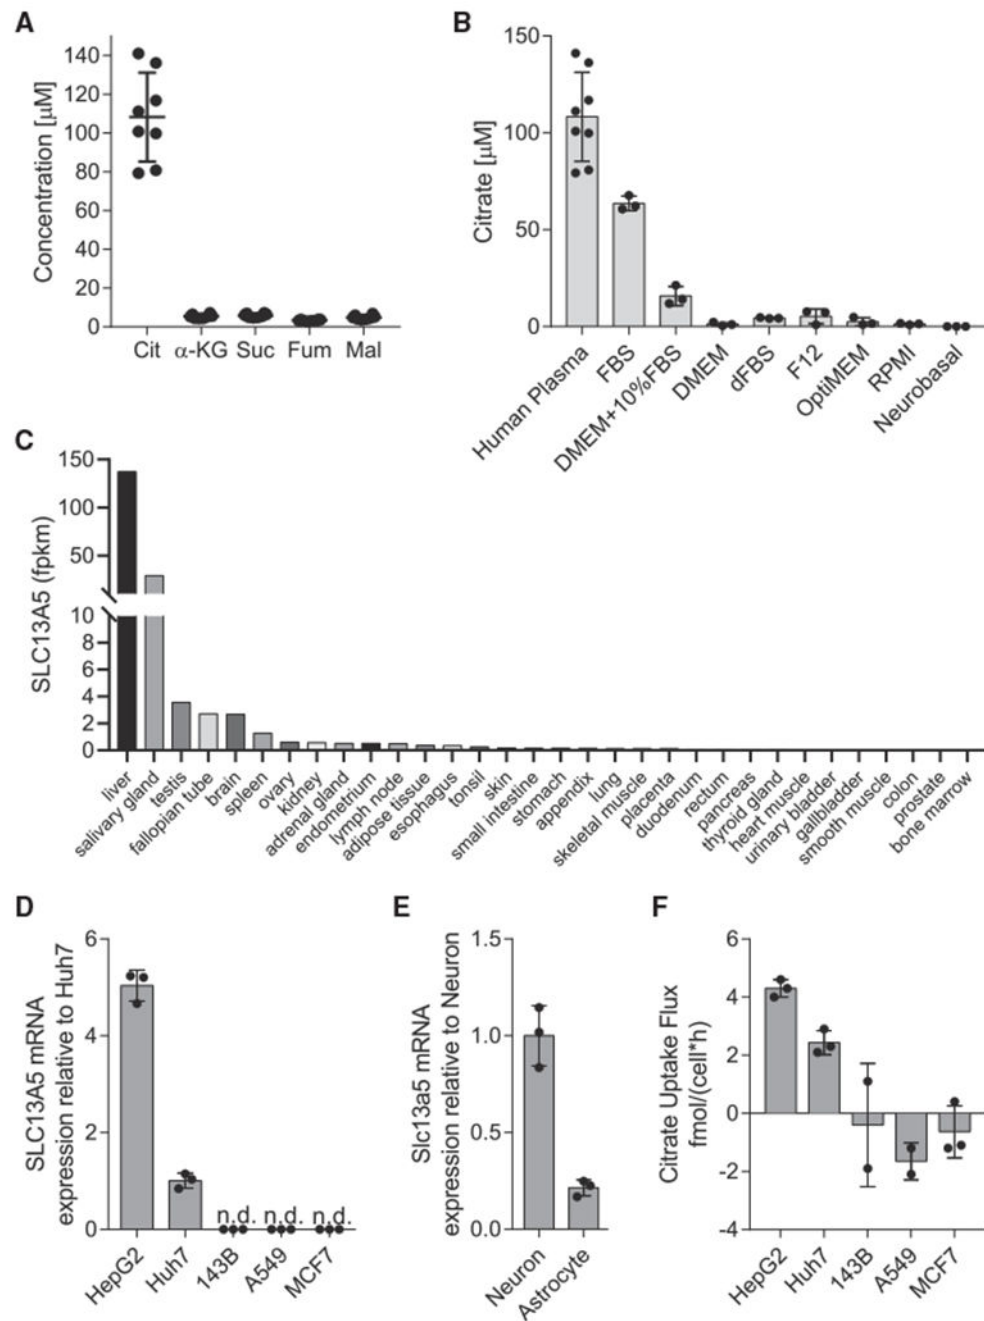 A
Concentration [µM]
140
120
100
80
60
40
20
0
Cit α-KG Suc Fum Mal
B
Citrate [µM]
150
100
50
0
Human Plasma
FBS
DMEM+10%FBS
DMEM
dFBS
F12
OptiMEM
RPMI
Neurobasal
C
SLC13A5 (fpkm)
150
100
50
10
8
6
4
2
0
liver
salivary gland
testis
fallopian tube
brain
spleen
ovary
kidney
adrenal gland
endometrium
lymph node
adipose tissue
esophagus
tonsil
skin
small intestine
stomach
appendix
lung
skeletal muscle
placenta
duodenum
rectum
pancreas
thyroid gland
heart muscle
urinary bladder
gallbladder
smooth muscle
colon
prostate
bone marrow
D
SLC13A5 mRNA
expression relative to Huh7
6
4
2
0
n.d. n.d. n.d.
HepG2
Huh7
143B
A549
MCF7
E
Slc13a5 mRNA
expression relative to Neuron
1.5
1.0
0.5
0.0
Neuron
Astrocyte
F
Citrate Uptake Flux
fmol/(cell*h)
6
4
2
0
-2
-4
HepG2
Huh7
143B
A549
MCF7